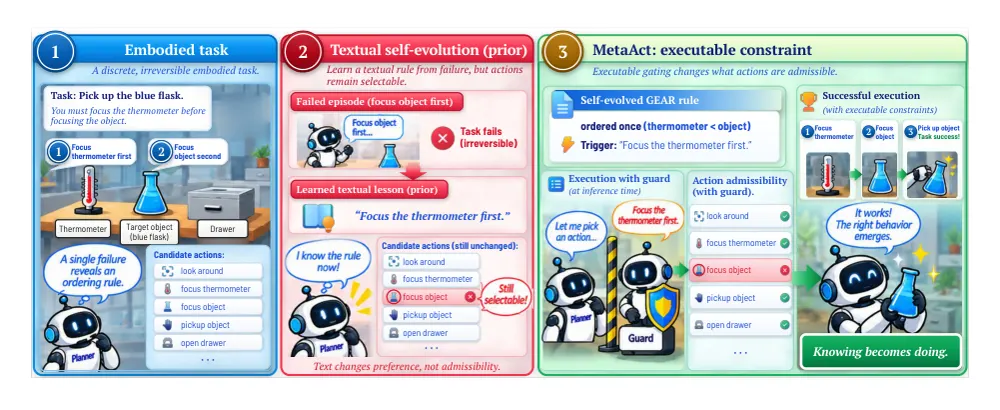 1
Embodied task
A discrete, irreversible embodied task.
Task: Pick up the blue flask.
You must focus the thermometer before
focusing the object.
1
Focus
thermometer first
2
Focus
object second
Thermometer
Target object
(blue flask)
Drawer
A single failure
reveals an
ordering rule.
Planner
Candidate actions:
look around
focus thermometer
focus object
pickup object
open drawer
...
2
Textual self-evolution (prior)
Learn a textual rule from failure, but actions
remain selectable.
Failed episode (focus object first)
Focus object
first...
Task fails
(irreversible)
Learned textual lesson (prior)
"Focus the thermometer first."
I know the rule
now!
Planner
Candidate actions (still unchanged):
look around
focus thermometer
focus object
pickup object
open drawer
...
Still
selectable!
Text changes preference, not admissibility.
3
MetaAct: executable constraint
Executable gating changes what actions are admissible.
Self-evolved GEAR rule
ordered once (thermometer < object)
Trigger: "Focus the thermometer first."
Execution with guard
(at inference time)
Let me pick
an action...
Focus the
thermometer first.
Planner
Guard
Action admissibility
(with guard).
look around
focus thermometer
focus object
pickup object
open drawer
...
Successful execution
(with executable constraints)
1
Focus
thermometer
2
Focus
object
3
Pick up object
Task success!
It works!
The right behavior
emerges.
Knowing becomes doing.